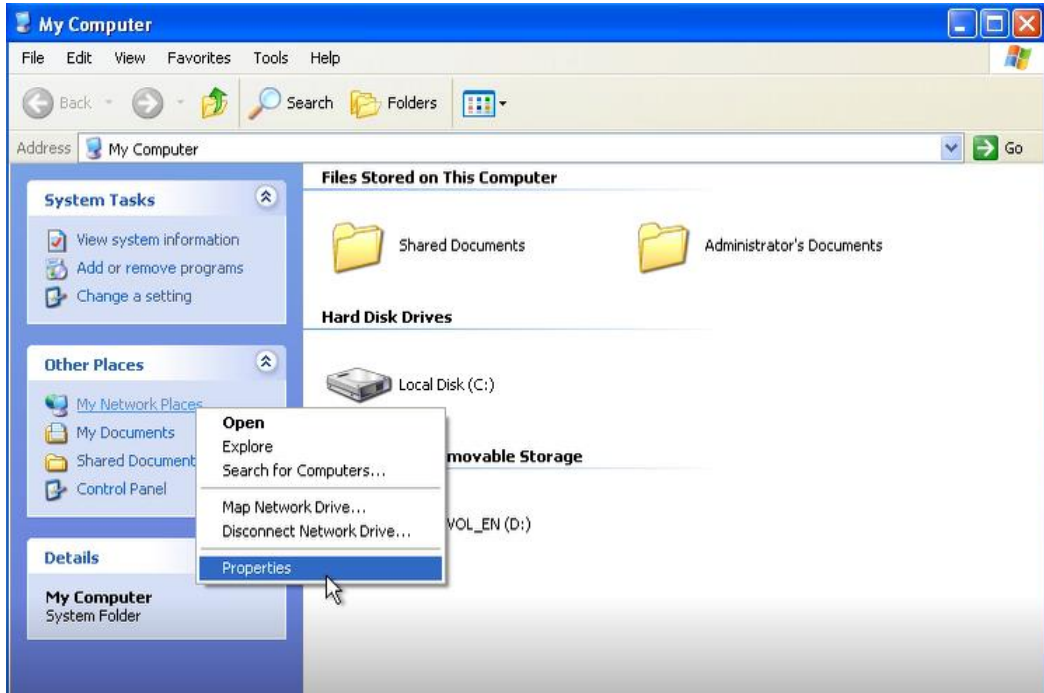 My Computer
File Edit View Favorites Tools Help
Back Search Folders
Address My Computer Go
System Tasks
View system information
Add or remove programs
Change a setting
Other Places
My Network Places
My Documents
Shared Document
Control Panel
Details
My Computer
System Folder
Files Stored on This Computer
Shared Documents Administrator's Documents
Hard Disk Drives
Local Disk (C:)
movable Storage
VOL_EN (D:)
Open
Explore
Search for Computers...
Map Network Drive...
Disconnect Network Drive...
Properties